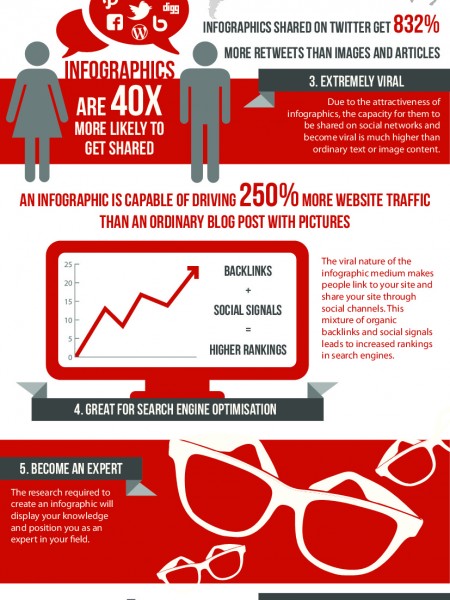 digg
INFOGRAPHICS SHARED ON TWITTER GET 832%
MORE RETWEETS THAN IMAGES AND ARTICLES
INFOGRAPHICS
ARE 40X
MORE LIKELY TO
GET SHARED
3. EXTREMELY VIRAL
Due to the attractiveness of
infographics, the capacity for them to
be shared on social networks and
become viral is much higher than
ordinary text or image content.
AN INFOGRAPHIC IS CAPABLE OF DRIVING 250% MORE WEBSITE TRAFFIC
THAN AN ORDINARY BLOG POST WITH PICTURES
25
20
15
10
5
0
BACKLINKS
+
SOCIAL SIGNALS
=
HIGHER RANKINGS
The viral nature of the
infographic medium makes
people link to your site and
share your site through
social channels. This
mixture of organic
backlinks and social signals
leads to increased rankings
in search engines.
4. GREAT FOR SEARCH ENGINE OPTIMISATION
5. BECOME AN EXPERT
The research required to
create an infographic will
display your knowledge
and position you as an
expert in your field.